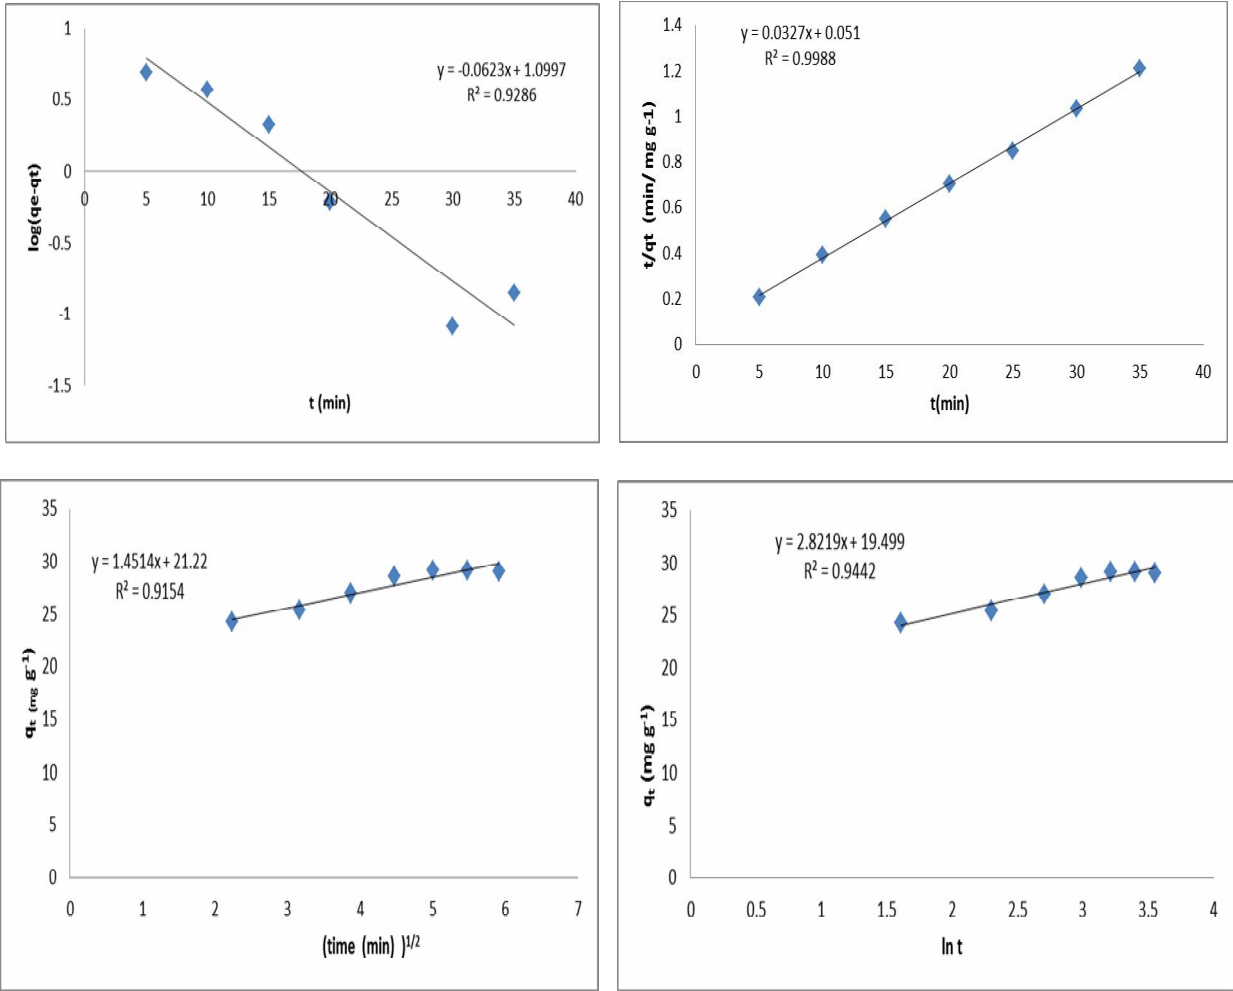 1
0.5
0
-0.5
-1
-1.5
0 5 10 15 20 25 30 35 40
y = -0.0623x + 1.0997
R² = 0.9286
log(qe-qt)
t (min)
1.4
1.2
1
0.8
0.6
0.4
0.2
0
0 5 10 15 20 25 30 35 40
y = 0.0327x + 0.051
R² = 0.9988
t/qt (min/ mg g-1)
t(min)
35
30
25
20
15
10
5
0
0 1 2 3 4 5 6 7
y = 1.4514x + 21.22
R² = 0.9154
qt (mg g-1)
(time (min) )1/2
35
30
25
20
15
10
5
0
0 0.5 1 1.5 2 2.5 3 3.5 4
y = 2.8219x + 19.499
R² = 0.9442
qt (mg g-1)
ln t